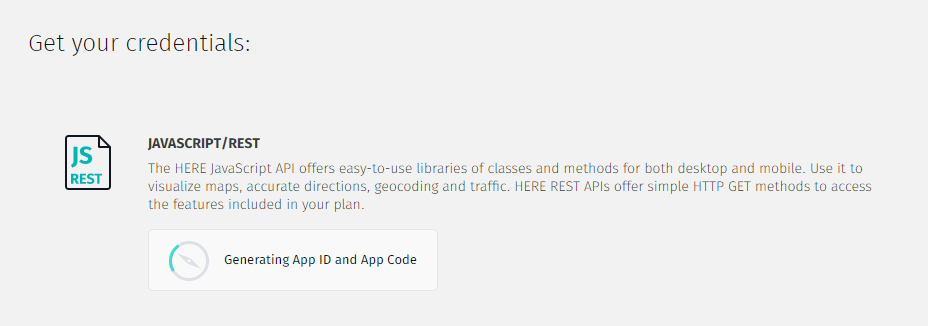 Get your credentials:
JS
REST
JAVASCRIPT/REST
The HERE JavaScript API offers easy-to-use libraries of classes and methods for both desktop and mobile. Use it to
visualize maps, accurate directions, geocoding and traffic. HERE REST APIs offer simple HTTP GET methods to access
the features included in your plan.
Generating App ID and App Code